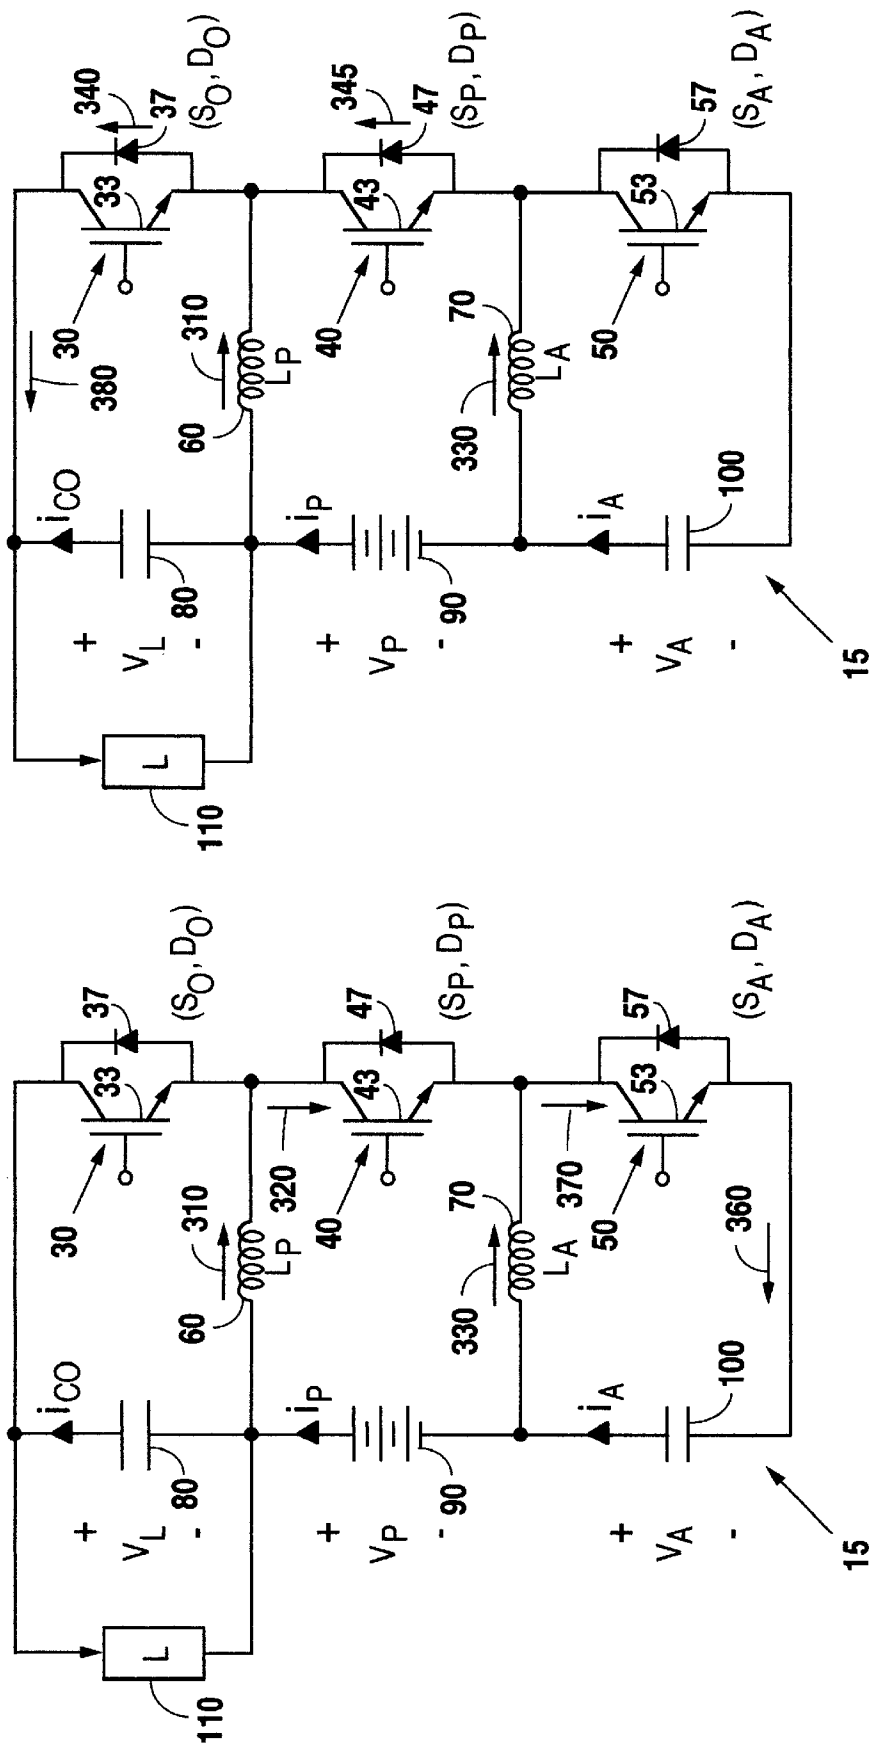 iCO
30
33
37
(SO, DO)
+
VL
-
L
110
80
310
LP
60
320
iP
40
43
47
(SP, DP)
+
VP
-
90
70
LA
330
370
iA
50
53
57
(SA, DA)
+
VA
-
100
360
15
iCO
380
30
33
340
37
(SO, DO)
+
VL
-
L
110
80
310
LP
60
iP
40
43
345
47
(SP, DP)
+
VP
-
90
70
LA
330
iA
50
53
57
(SA, DA)
+
VA
-
100
15